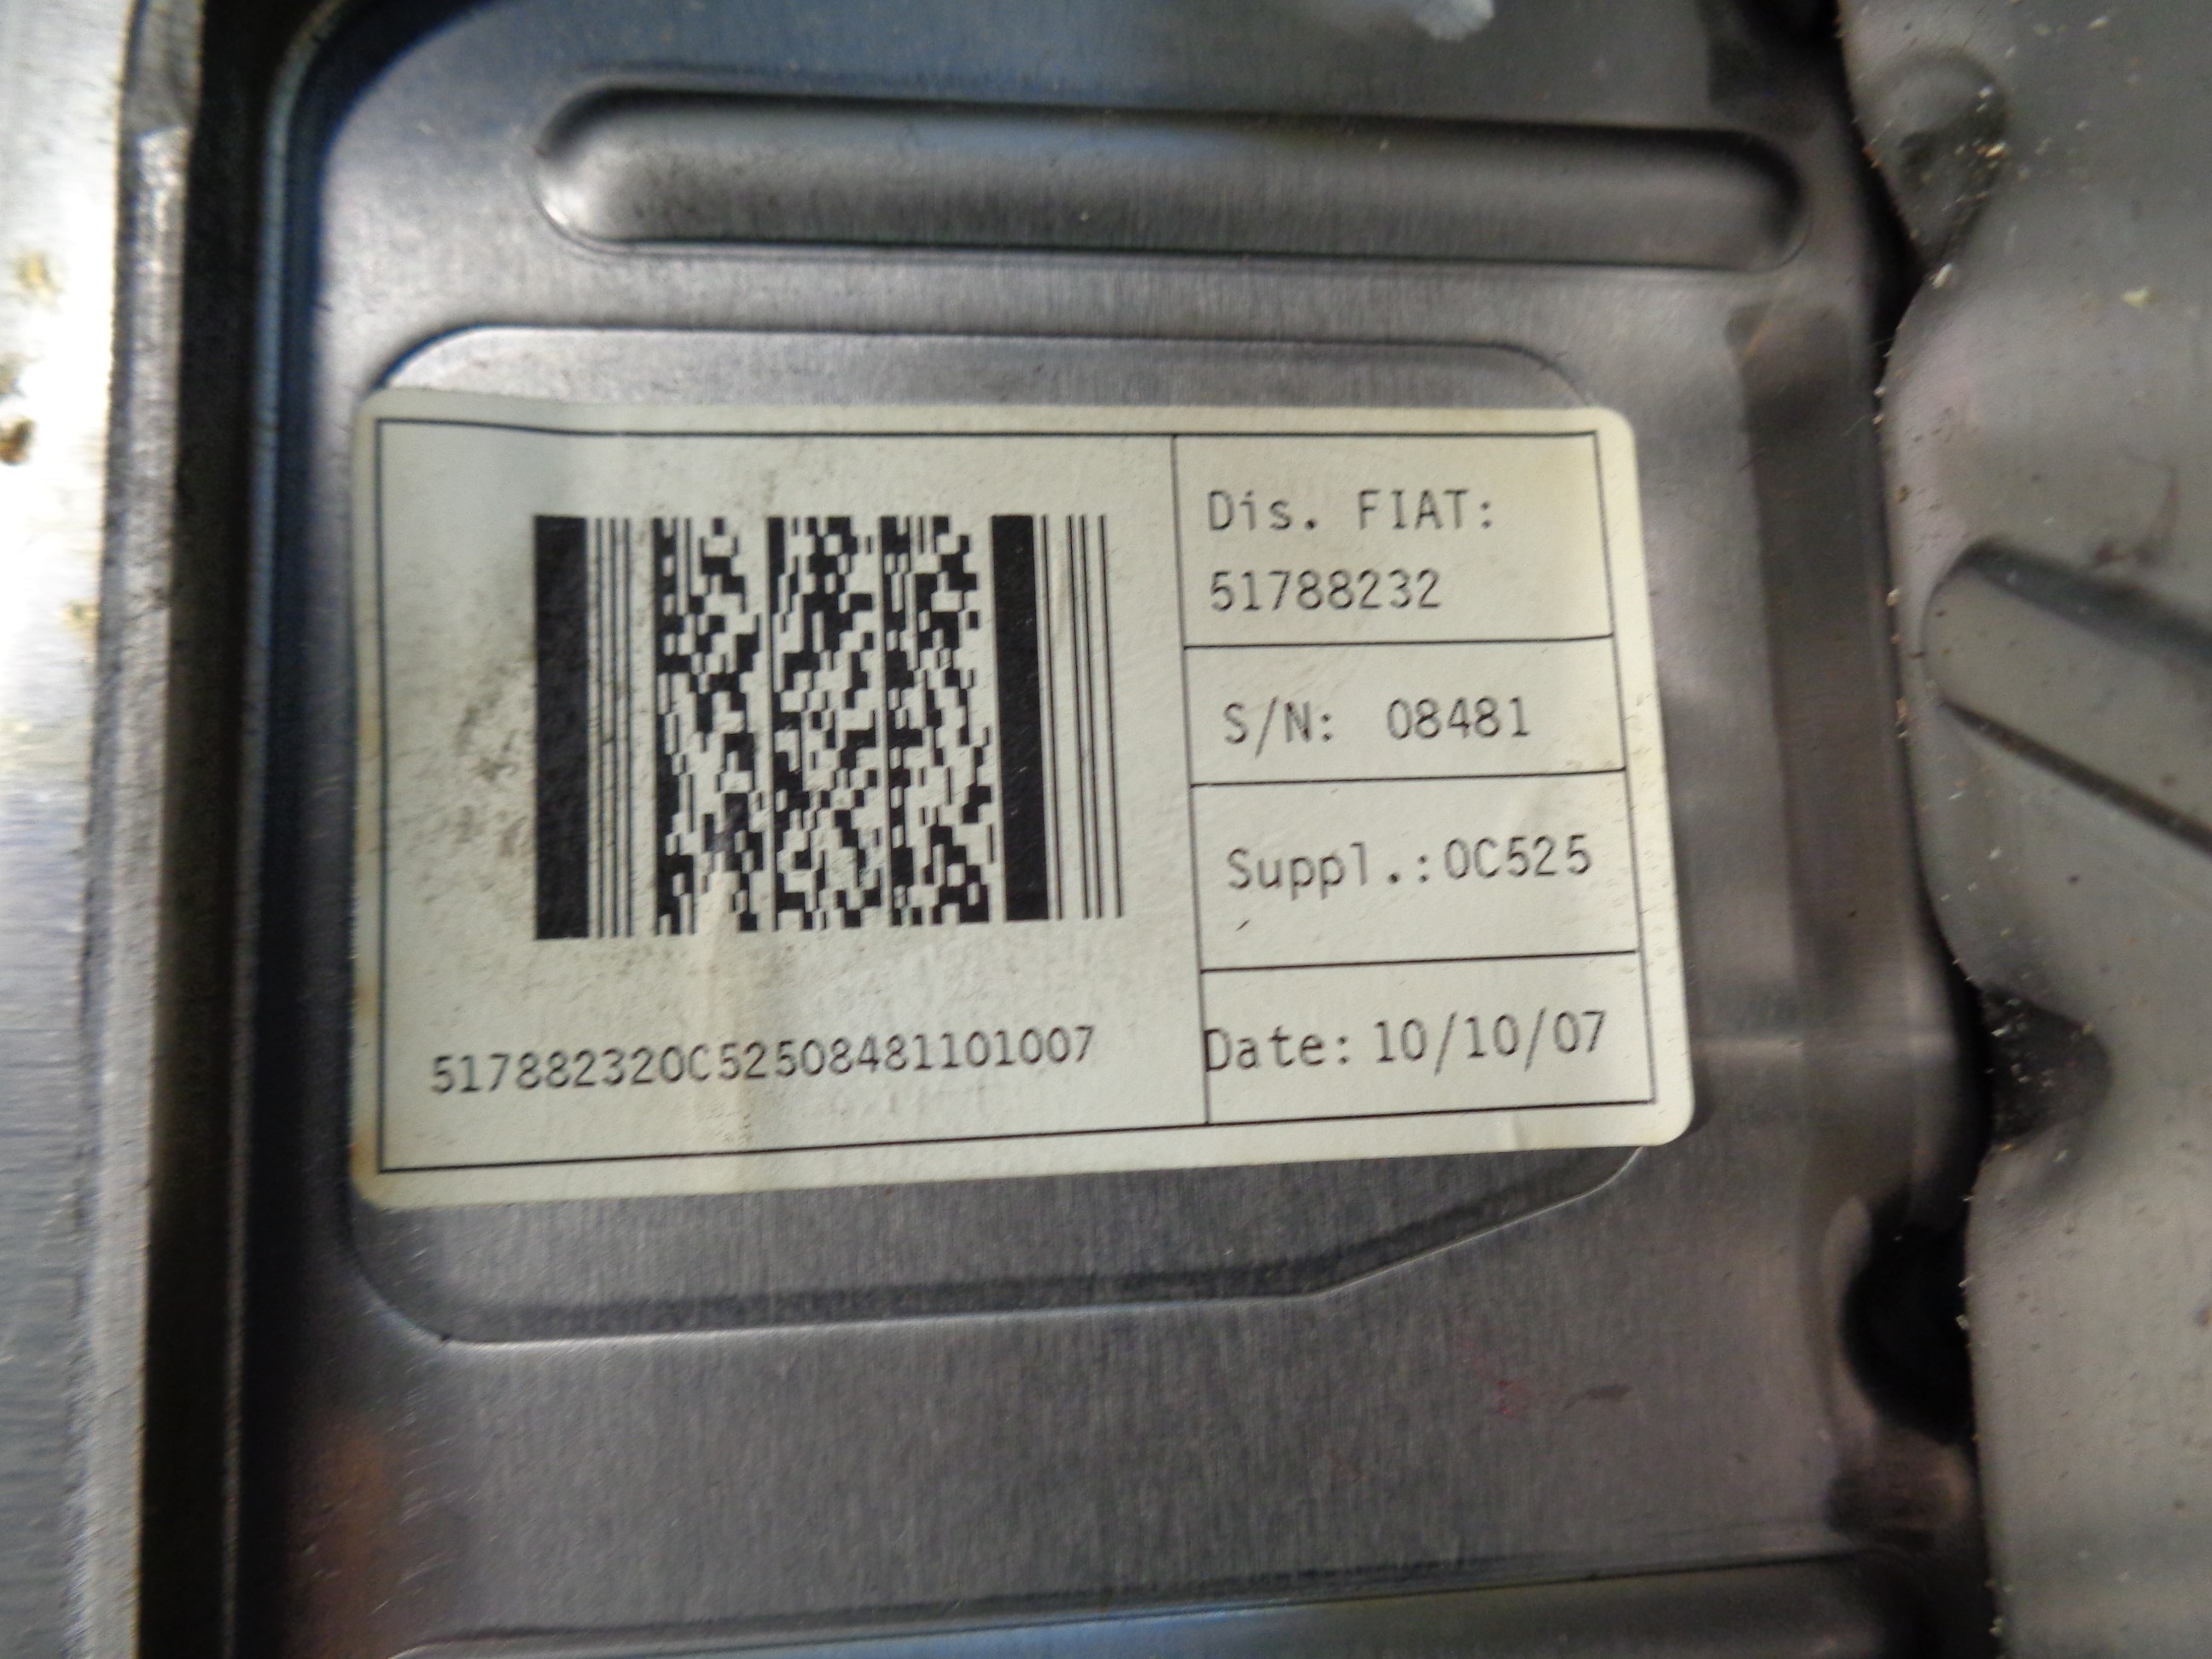 Dis. FIAT:
51788232
S/N: 08481
Suppl.:0C525
Date: 10/10/07
517882320C52508481101007